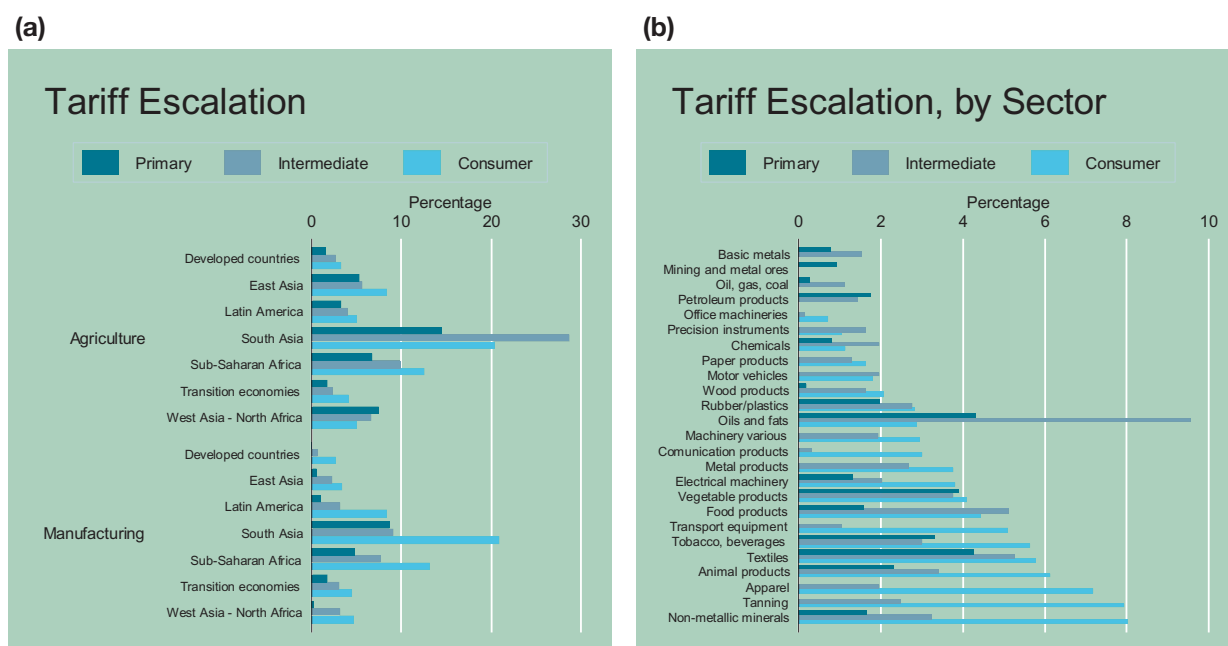 (a)
Tariff Escalation
Primary Intermediate Consumer
Percentage
0 10 20 30
Agriculture
Developed countries
East Asia
Latin America
South Asia
Sub-Saharan Africa
Transition economies
West Asia - North Africa
Manufacturing
Developed countries
East Asia
Latin America
South Asia
Sub-Saharan Africa
Transition economies
West Asia - North Africa
(b)
Tariff Escalation, by Sector
Primary Intermediate Consumer
Percentage
0 2 4 6 8 10
Basic metals
Mining and metal ores
Oil, gas, coal
Petroleum products
Office machineries
Precision instruments
Chemicals
Paper products
Motor vehicles
Wood products
Rubber/plastics
Oils and fats
Machinery various
Comunication products
Metal products
Electrical machinery
Vegetable products
Food products
Transport equipment
Tobacco, beverages
Textiles
Animal products
Apparel
Tanning
Non-metallic minerals